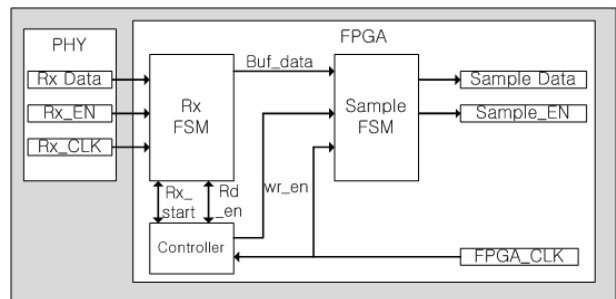 PHY
FPGA
Rx Data
Rx_EN
Rx_CLK
Rx
FSM
Buf_data
Sample
FSM
Sample Data
Sample_EN
Rx_
start
Rd
_en
wr_en
Controller
FPGA_CLK